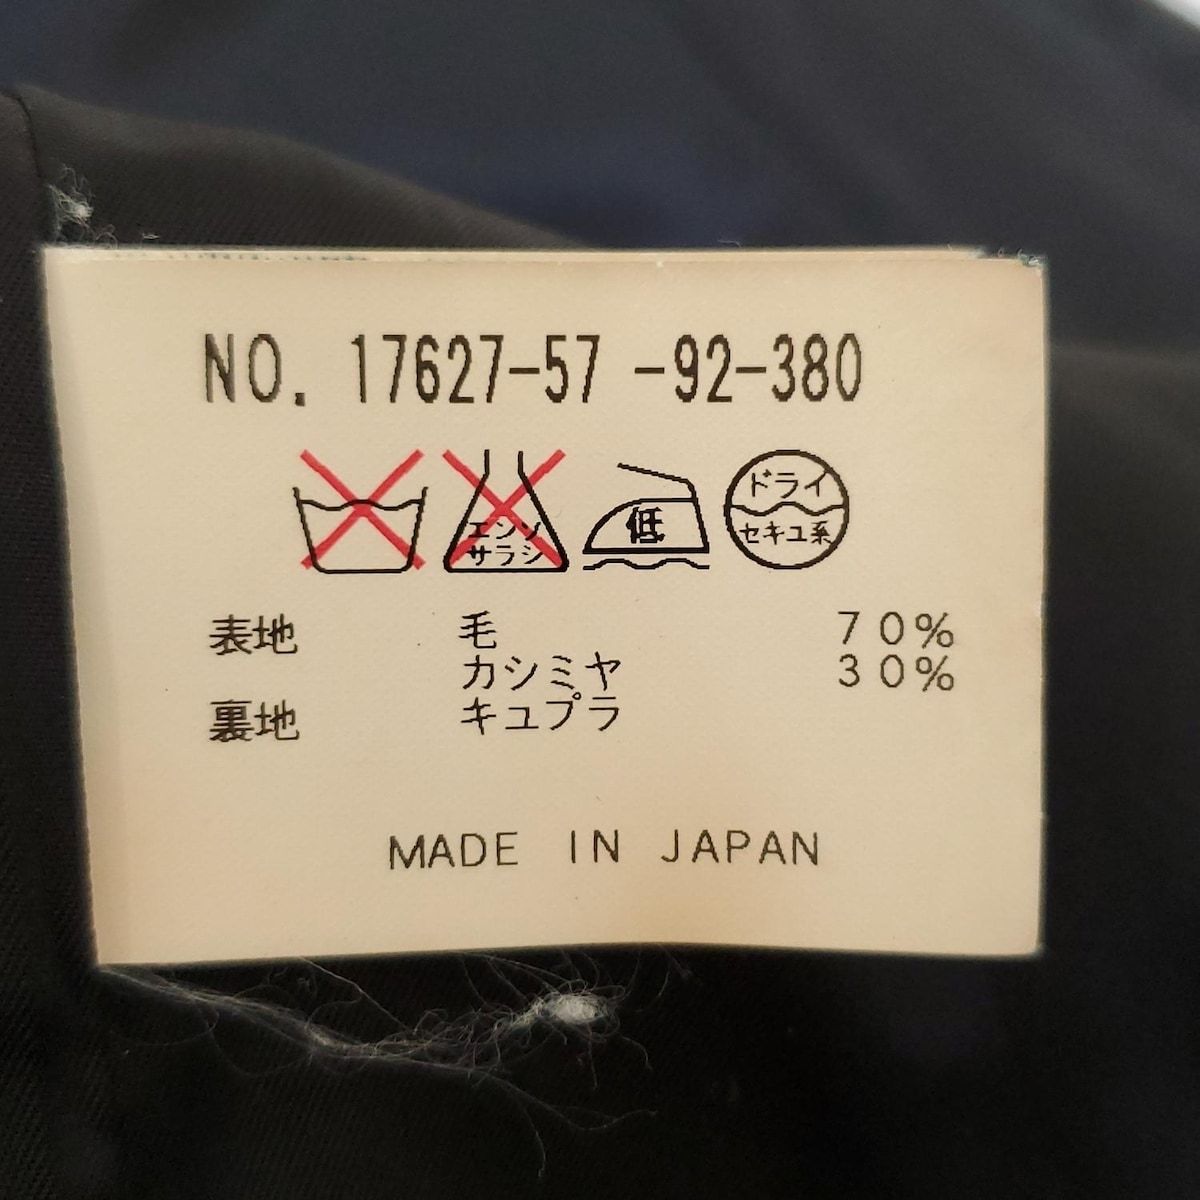 NO. 17627-57 -92-380
エンソ
サラシ
低
ドライ
セキユ系
表地 毛 70%
カシミヤ 30%
裏地 キュプラ
MADE IN JAPAN